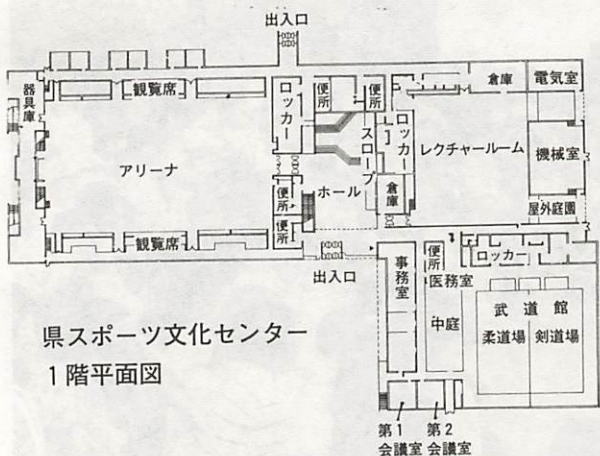 出入口
器具庫
観覧席
ロッカー
便所
便所
スロープ
ロッカー
倉庫
電気室
アリーナ
レクチャールーム
機械室
便所
ホール
倉庫
屋外庭園
便所
観覧席
出入口
事務室
便所
医務室
ロッカー
中庭
武道館
柔道場
剣道場
県スポーツ文化センター
1階平面図
第1
会議室
第2
会議室